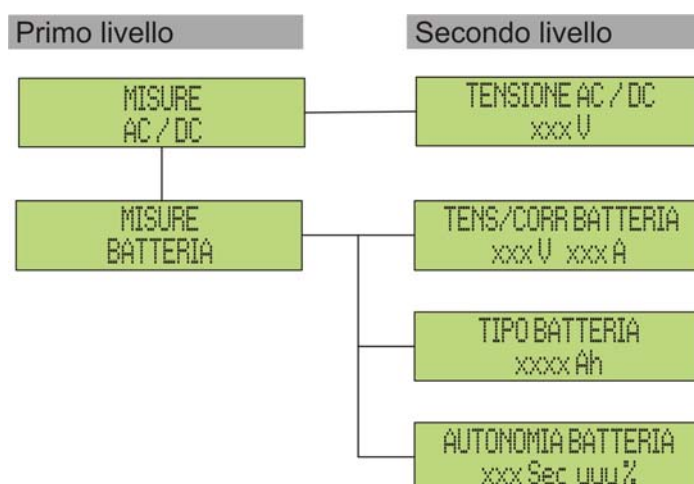 Primo livello
Secondo livello
MISURE
AC / DC
TENSIONE AC / DC
xxx V
MISURE
BATTERIA
TENS/CORR BATTERIA
xxx V xxx A
TIPO BATTERIA
xxxx Ah
AUTONOMIA BATTERIA
xxx Sec yyy %